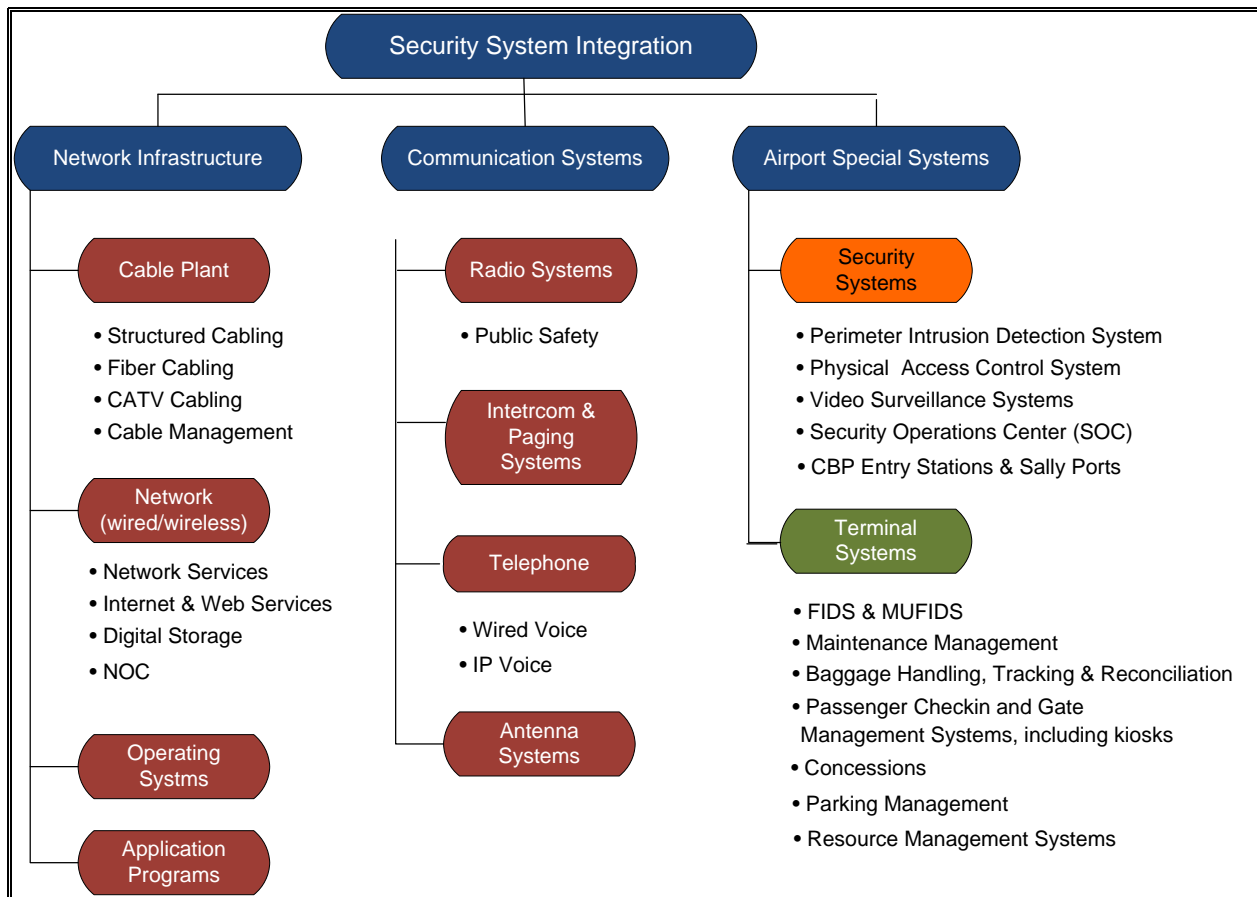 Security System Integration
Network Infrastructure
Cable Plant
• Structured Cabling
• Fiber Cabling
• CATV Cabling
• Cable Management
Network
(wired/wireless)
• Network Services
• Internet & Web Services
• Digital Storage
• NOC
Operating
Systms
Application
Programs
Communication Systems
Radio Systems
• Public Safety
Intetrcom &
Paging
Systems
Telephone
• Wired Voice
• IP Voice
Antenna
Systems
Airport Special Systems
Security
Systems
• Perimeter Intrusion Detection System
• Physical Access Control System
• Video Surveillance Systems
• Security Operations Center (SOC)
• CBP Entry Stations & Sally Ports
Terminal
Systems
• FIDS & MUFIDS
• Maintenance Management
• Baggage Handling, Tracking & Reconciliation
• Passenger Checkin and Gate
Management Systems, including kiosks
• Concessions
• Parking Management
• Resource Management Systems